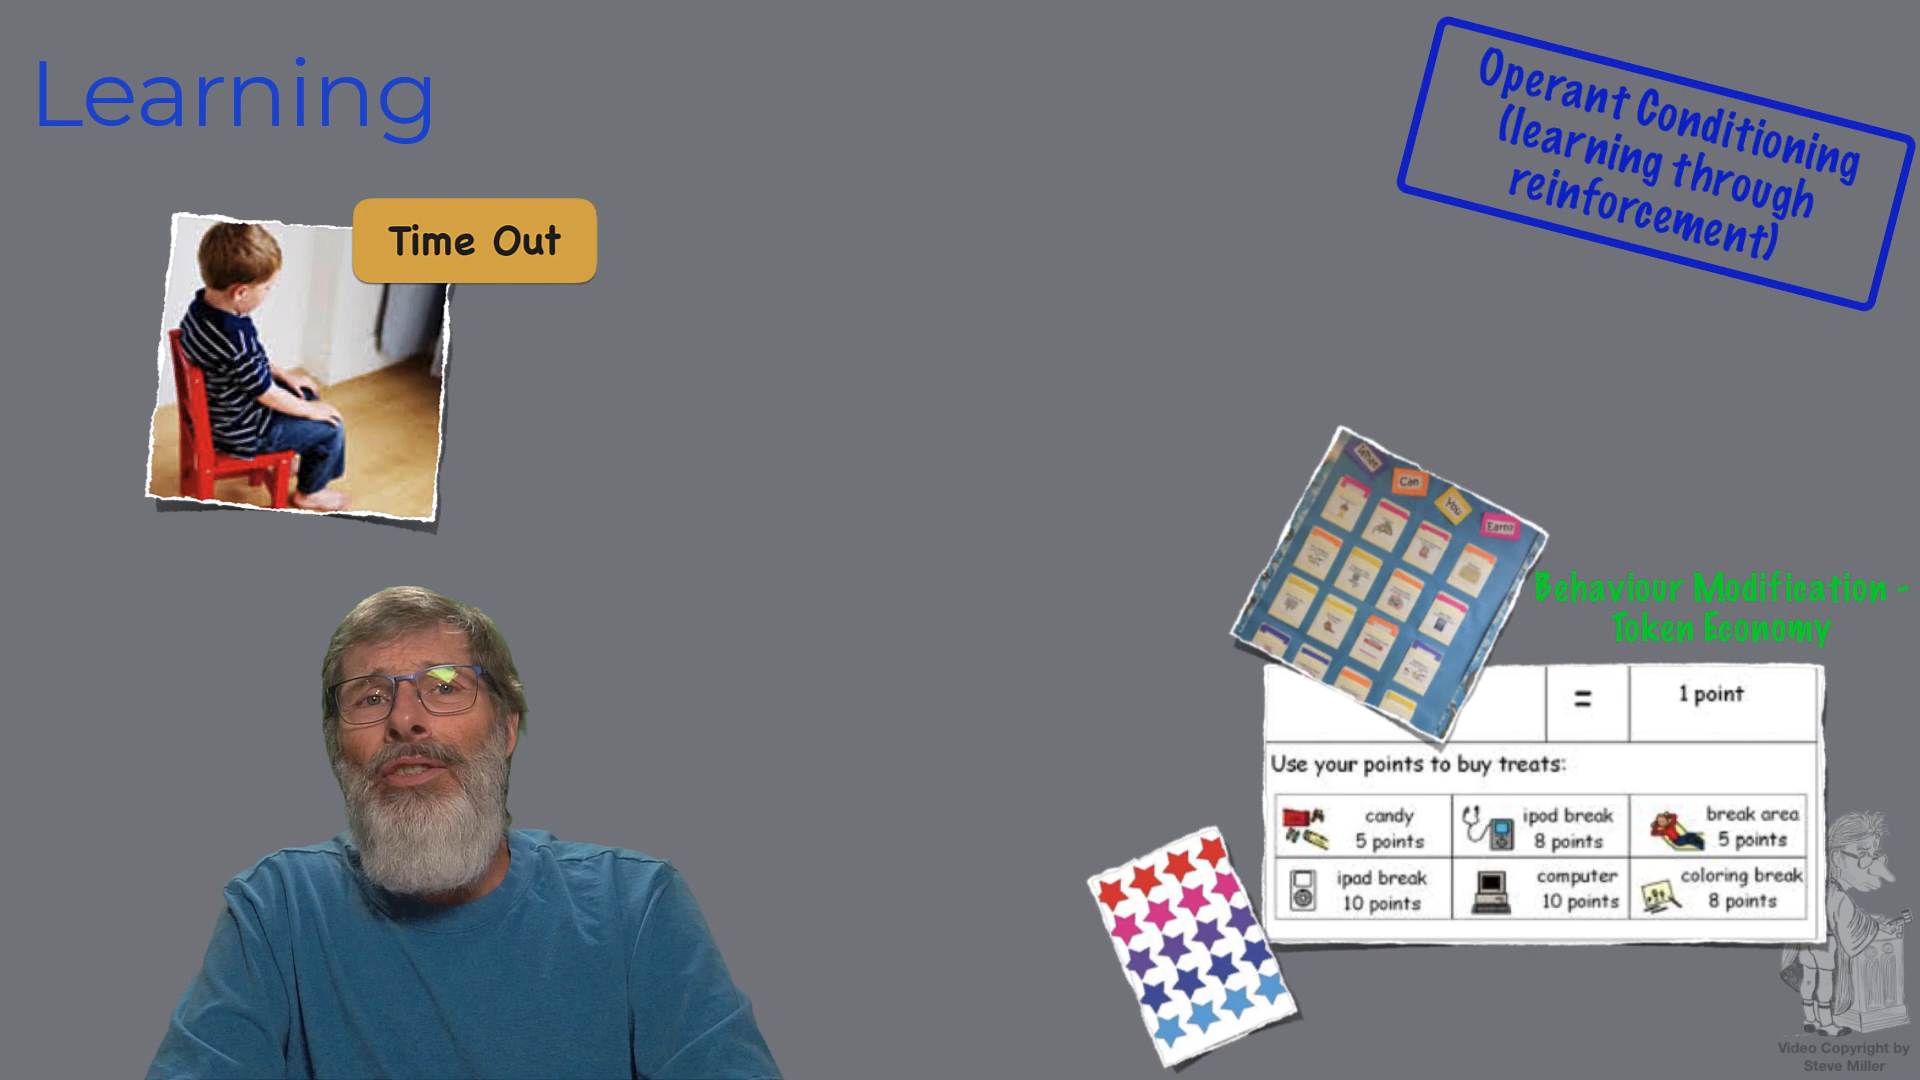 Learning
Operant Conditioning
(learning through
reinforcement)
Time Out
What
Can
You
Earn?
Behaviour Modification -
Token Economy
= 1 point
Use your points to buy treats:
candy
5 points
ipod break
8 points
break area
5 points
ipad break
10 points
computer
10 points
coloring break
8 points
Video Copyright by
Steve Miller